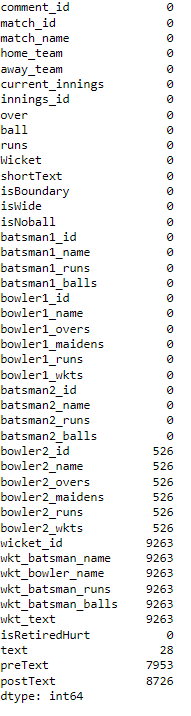 comment_id 0
match_id 0
match_name 0
home_team 0
away_team 0
current_innings 0
innings_id 0
over 0
ball 0
runs 0
Wicket 0
shortText 0
isBoundary 0
isWide 0
isNoball 0
batsman1_id 0
batsman1_name 0
batsman1_runs 0
batsman1_balls 0
bowler1_id 0
bowler1_name 0
bowler1_overs 0
bowler1_maidens 0
bowler1_runs 0
bowler1_wkts 0
batsman2_id 0
batsman2_name 0
batsman2_runs 0
batsman2_balls 0
bowler2_id 526
bowler2_name 526
bowler2_overs 526
bowler2_maidens 526
bowler2_runs 526
bowler2_wkts 526
wicket_id 9263
wkt_batsman_name 9263
wkt_bowler_name 9263
wkt_batsman_runs 9263
wkt_batsman_balls 9263
wkt_text 9263
isRetiredHurt 0
text 28
preText 7953
postText 8726
dtype: int64